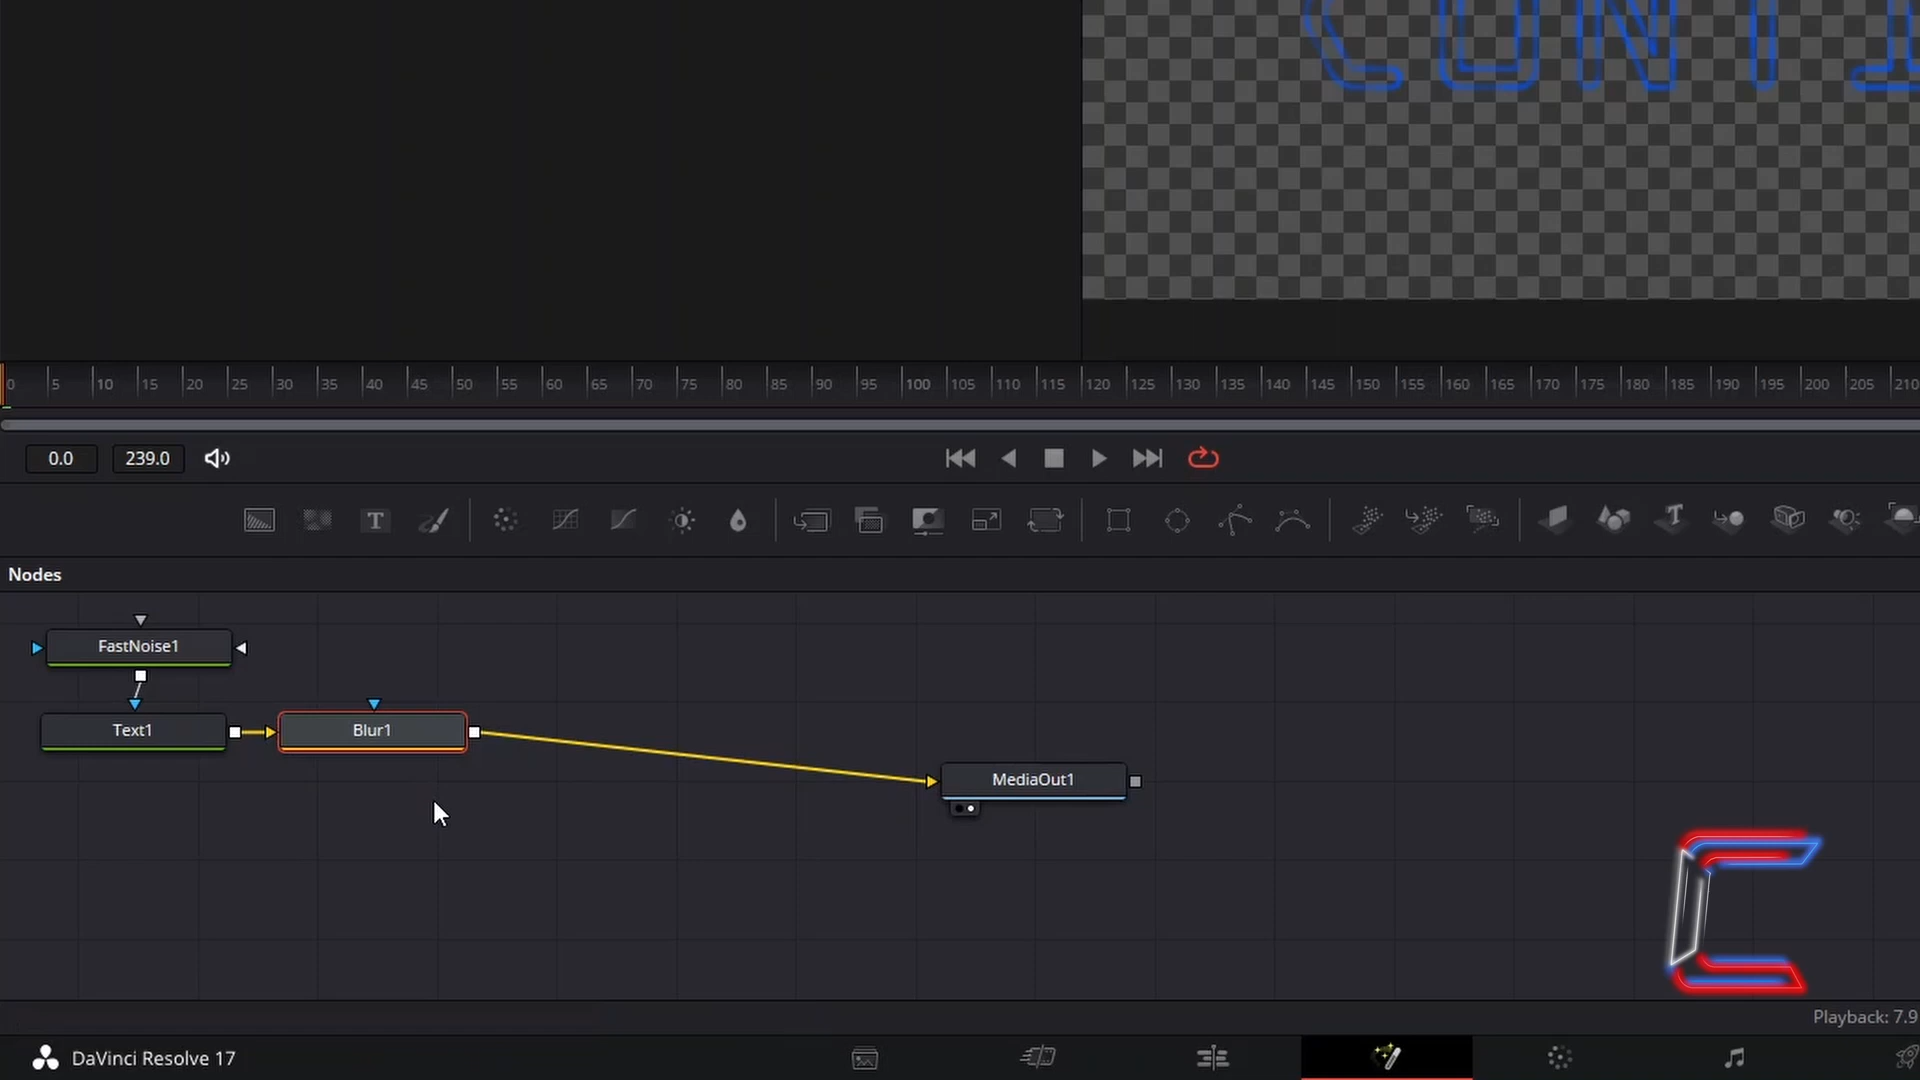 CONTI
0 5 10 15 20 25 30 35 40 45 50 55 60 65 70 75 80 85 90 95 100 105 110 115 120 125 130 135 140 145 150 155 160 165 170 175 180 185 190 195 200 205 210
0.0 239.0
T
T
Nodes
FastNoise1
Text1 Blur1
MediaOut1
C
Playback: 7.9
DaVinci Resolve 17